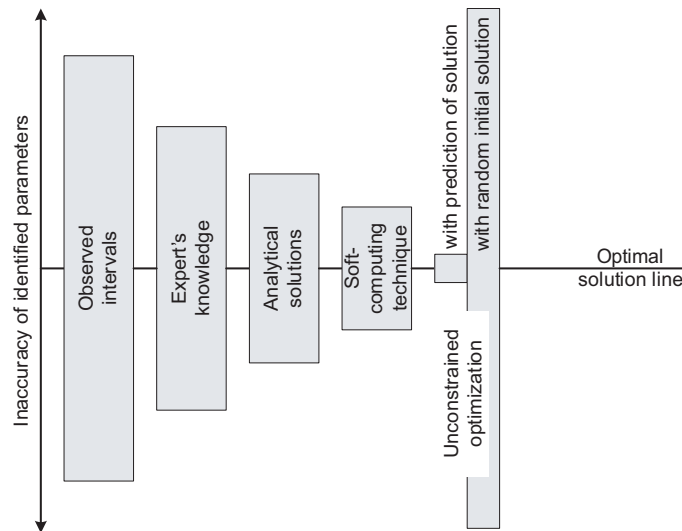 Inaccuracy of identified parameters
Observed
intervals
Expert's
knowledge
Analytical
solutions
Soft-
computing
technique
with prediction of solution
with random initial solution
Unconstrained
optimization
Optimal
solution line